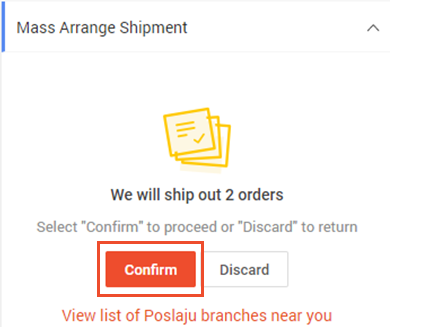 Mass Arrange Shipment
We will ship out 2 orders
Select "Confirm" to proceed or "Discard" to return
Confirm Discard
View list of Poslaju branches near you